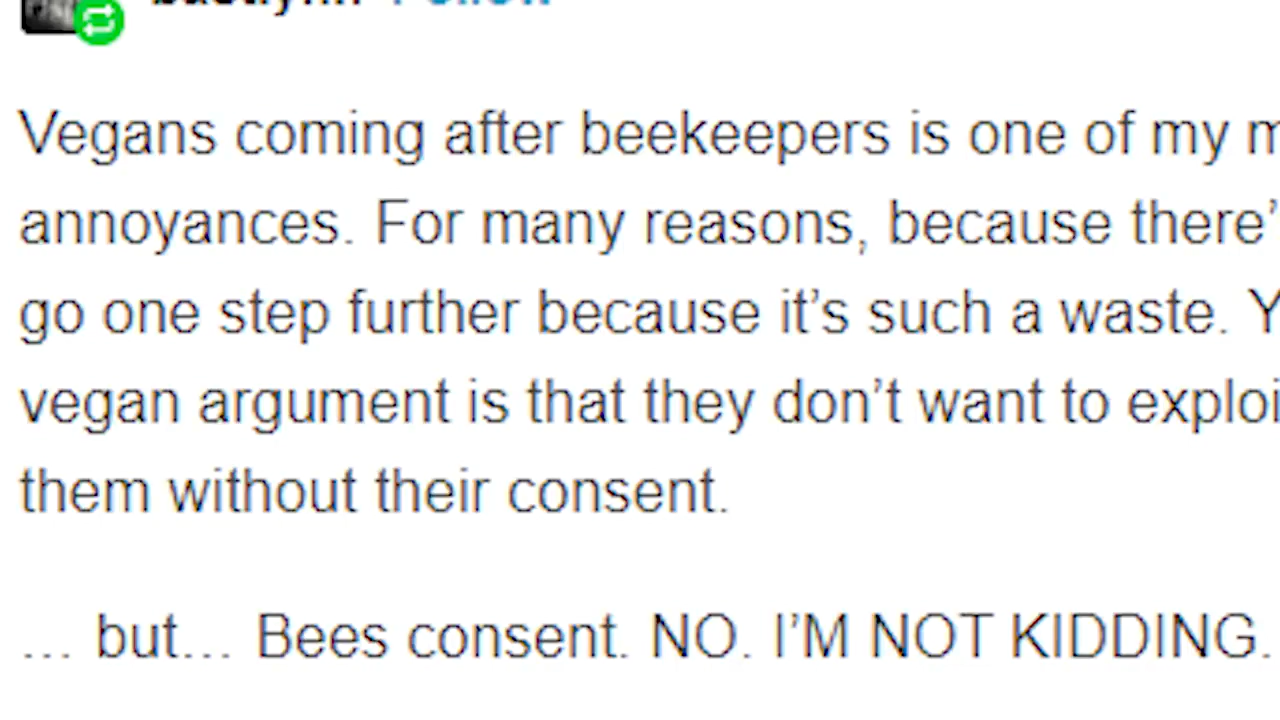 Follow
Vegans coming after beekeepers is one of my
annoyances. For many reasons, because there'
go one step further because it's such a waste.
vegan argument is that they don't want to
them without their consent.
... but... Bees consent. NO. I'M NOT KIDDING.